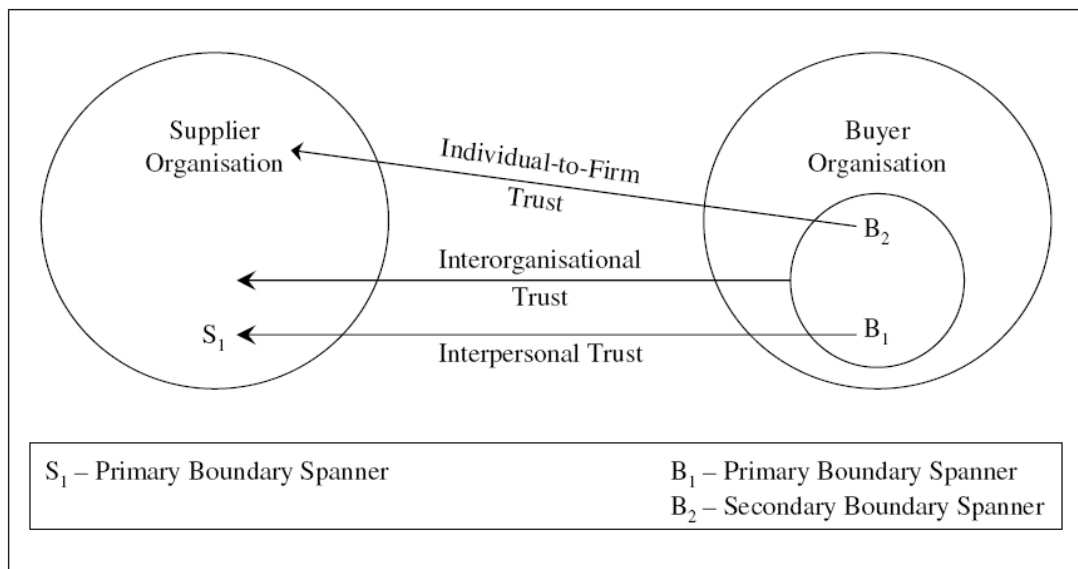 Supplier
Organisation
Buyer
Organisation
Individual-to-Firm
Trust
B₂
Interorganisational
Trust
S₁
B₁
Interpersonal Trust
S₁ – Primary Boundary Spanner
B₁ – Primary Boundary Spanner
B₂ – Secondary Boundary Spanner